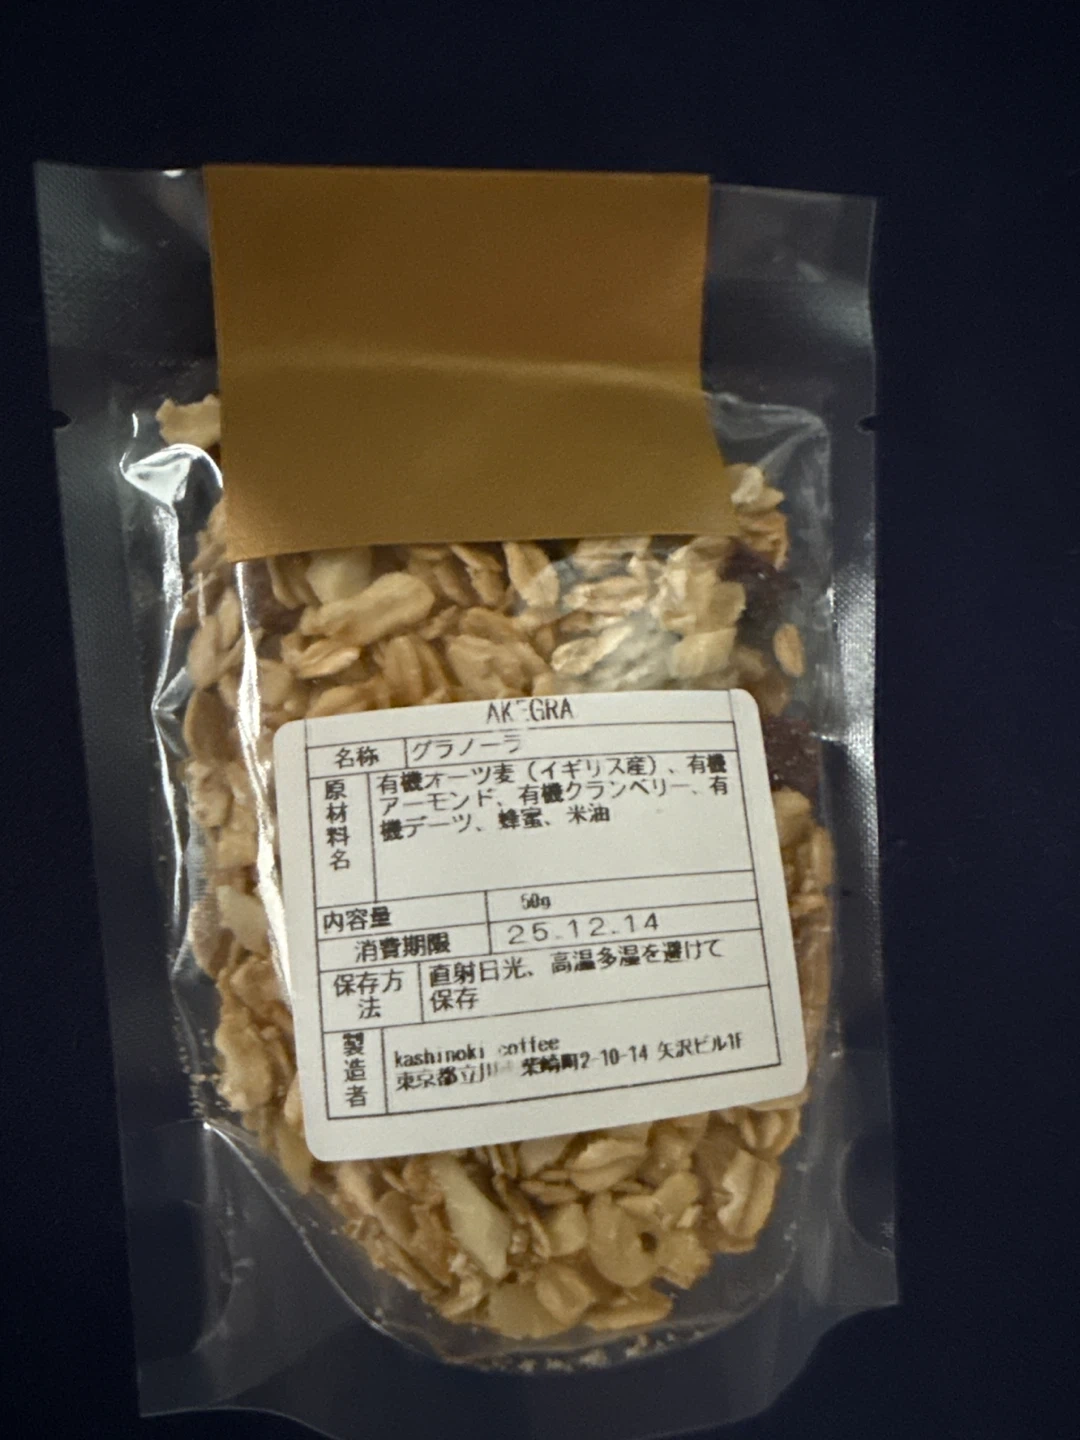 名称 グラノーラ
原材料名 有機オーツ麦（イギリス産）、有機
アーモンド、有機クランベリー、有
機デーツ、蜂蜜、米油
内容量 50g
消費期限 25.12.14
保存方法 直射日光、高温多湿を避けて
保存
製造者 kashinoki coffee
東京都立川 柴崎町2-10-14 矢沢ビル1F